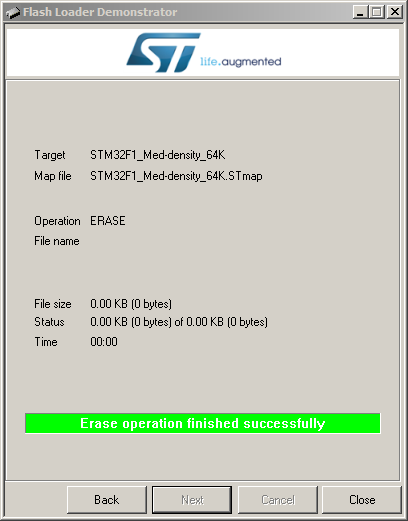 Flash Loader Demonstrator
ST
life.augmented
Target STM32F1_Med-density_64K
Map file STM32F1_Med-density_64K.STmap
Operation ERASE
File name
File size 0.00 KB (0 bytes)
Status 0.00 KB (0 bytes) of 0.00 KB (0 bytes)
Time 00:00
Erase operation finished successfully
Back Next Cancel Close